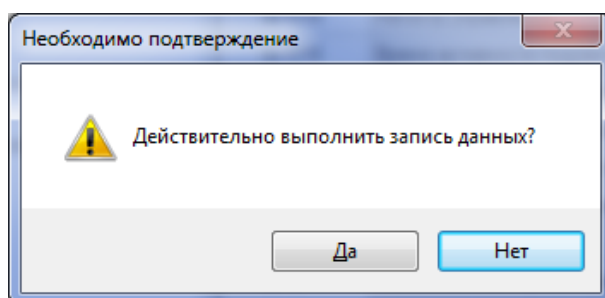 Необходимо подтверждение
Действительно выполнить запись данных?
Да
Нет